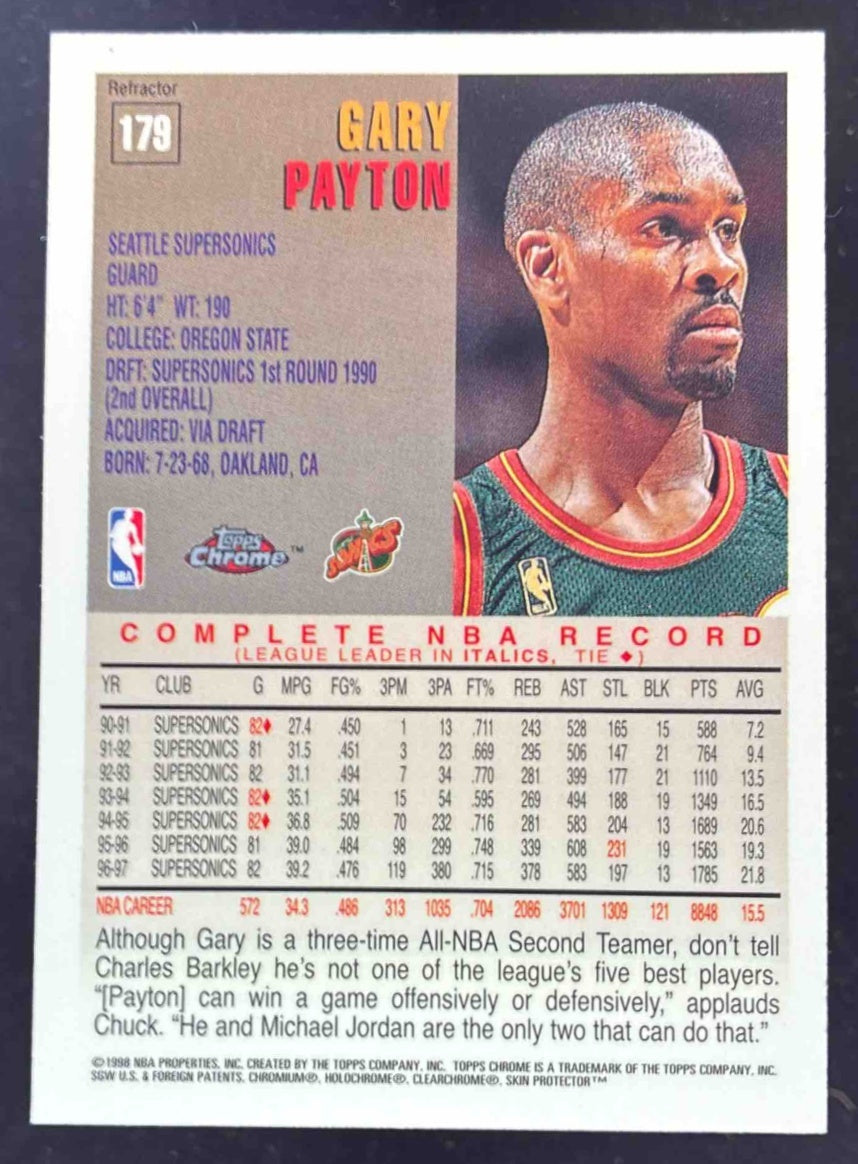 Refractor
179
GARY
PAYTON
SEATTLE SUPERSONICS
GUARD
HT: 6'4" WT: 190
COLLEGE: OREGON STATE
DRFT: SUPERSONICS 1st ROUND 1990
(2nd OVERALL)
ACQUIRED: VIA DRAFT
BORN: 7-23-68, OAKLAND, CA
NBA Topps Chrome™ SONICS
COMPLETE NBA RECORD
(LEAGUE LEADER IN ITALICS, TIE ♦)
YR CLUB G MPG FG% 3PM 3PA FT% REB AST STL BLK PTS AVG
90-91 SUPERSONICS 82♦ 27.4 .450 1 13 .711 243 528 165 15 588 7.2
91-92 SUPERSONICS 81 31.5 .451 3 23 .669 295 506 147 21 764 9.4
92-93 SUPERSONICS 82 31.1 .494 7 34 .770 281 399 177 21 1110 13.5
93-94 SUPERSONICS 82♦ 35.1 .504 15 54 .595 269 494 188 19 1349 16.5
94-95 SUPERSONICS 82♦ 36.8 .509 70 232 .716 281 583 204 13 1689 20.6
95-96 SUPERSONICS 81 39.0 .484 98 299 .748 339 608 231 19 1563 19.3
96-97 SUPERSONICS 82 39.2 .476 119 380 .715 378 583 197 13 1785 21.8
NBA CAREER 572 34.3 .486 313 1035 .704 2086 3701 1309 121 8848 15.5
Although Gary is a three-time All-NBA Second Teamer, don't tell
Charles Barkley he's not one of the league's five best players.
"[Payton] can win a game offensively or defensively," applauds
Chuck. "He and Michael Jordan are the only two that can do that."
©1998 NBA PROPERTIES, INC. CREATED BY THE TOPPS COMPANY, INC. TOPPS CHROME IS A TRADEMARK OF THE TOPPS COMPANY, INC.
SGW U.S. & FOREIGN PATENTS. CHROMIUM®, HOLOCHROME®, CLEARCHROME®, SKIN PROTECTOR™